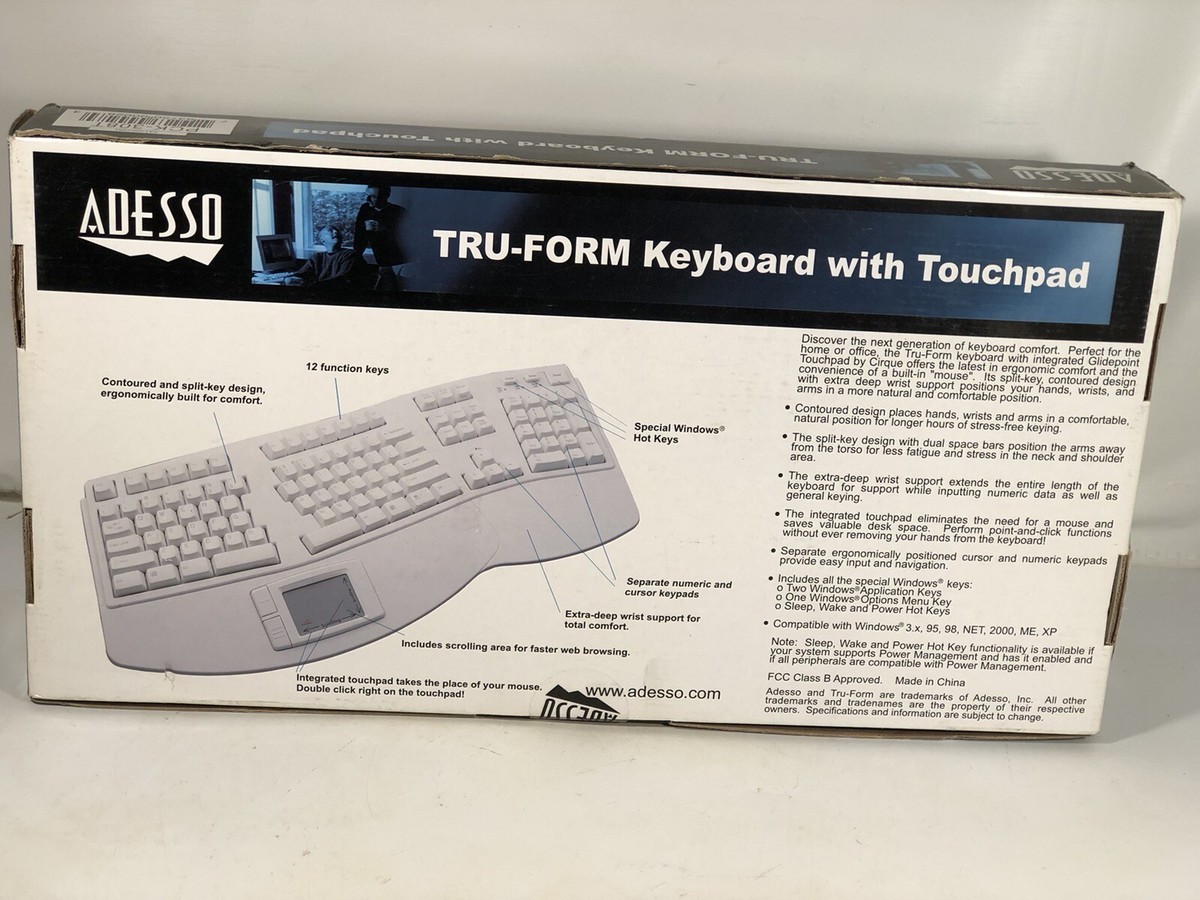 PCK-308T
TRU-FORM Keyboard with Touchpad
ADESSO
ADESSO
TRU-FORM Keyboard with Touchpad
12 function keys
Contoured and split-key design,
ergonomically built for comfort.
Special Windows®
Hot Keys
Separate numeric and
cursor keypads
Extra-deep wrist support for
total comfort.
Includes scrolling area for faster web browsing.
Integrated touchpad takes the place of your mouse.
Double click right on the touchpad!
www.adesso.com
Discover the next generation of keyboard comfort. Perfect for the
home or office, the Tru-Form keyboard with integrated Glidepoint
Touchpad by Cirque offers the latest in ergonomic comfort and the
convenience of a built-in "mouse". Its split-key, contoured design
with extra deep wrist support positions your hands, wrists, and
arms in a more natural and comfortable position.
• Contoured design places hands, wrists and arms in a comfortable,
natural position for longer hours of stress-free keying.
• The split-key design with dual space bars position the arms away
from the torso for less fatigue and stress in the neck and shoulder
area.
• The extra-deep wrist support extends the entire length of the
keyboard for support while inputting numeric data as well as
general keying.
• The integrated touchpad eliminates the need for a mouse and
saves valuable desk space. Perform point-and-click functions
without ever removing your hands from the keyboard!
• Separate ergonomically positioned cursor and numeric keypads
provide easy input and navigation.
• Includes all the special Windows® keys:
o Two Windows® Application Keys
o One Windows® Options Menu Key
o Sleep, Wake and Power Hot Keys
• Compatible with Windows® 3.x, 95, 98, NET, 2000, ME, XP
Note: Sleep, Wake and Power Hot Key functionality is available if
your system supports Power Management and has it enabled and
if all peripherals are compatible with Power Management.
FCC Class B Approved. Made in China
Adesso and Tru-Form are trademarks of Adesso, Inc. All other
trademarks and tradenames are the property of their respective
owners. Specifications and information are subject to change.